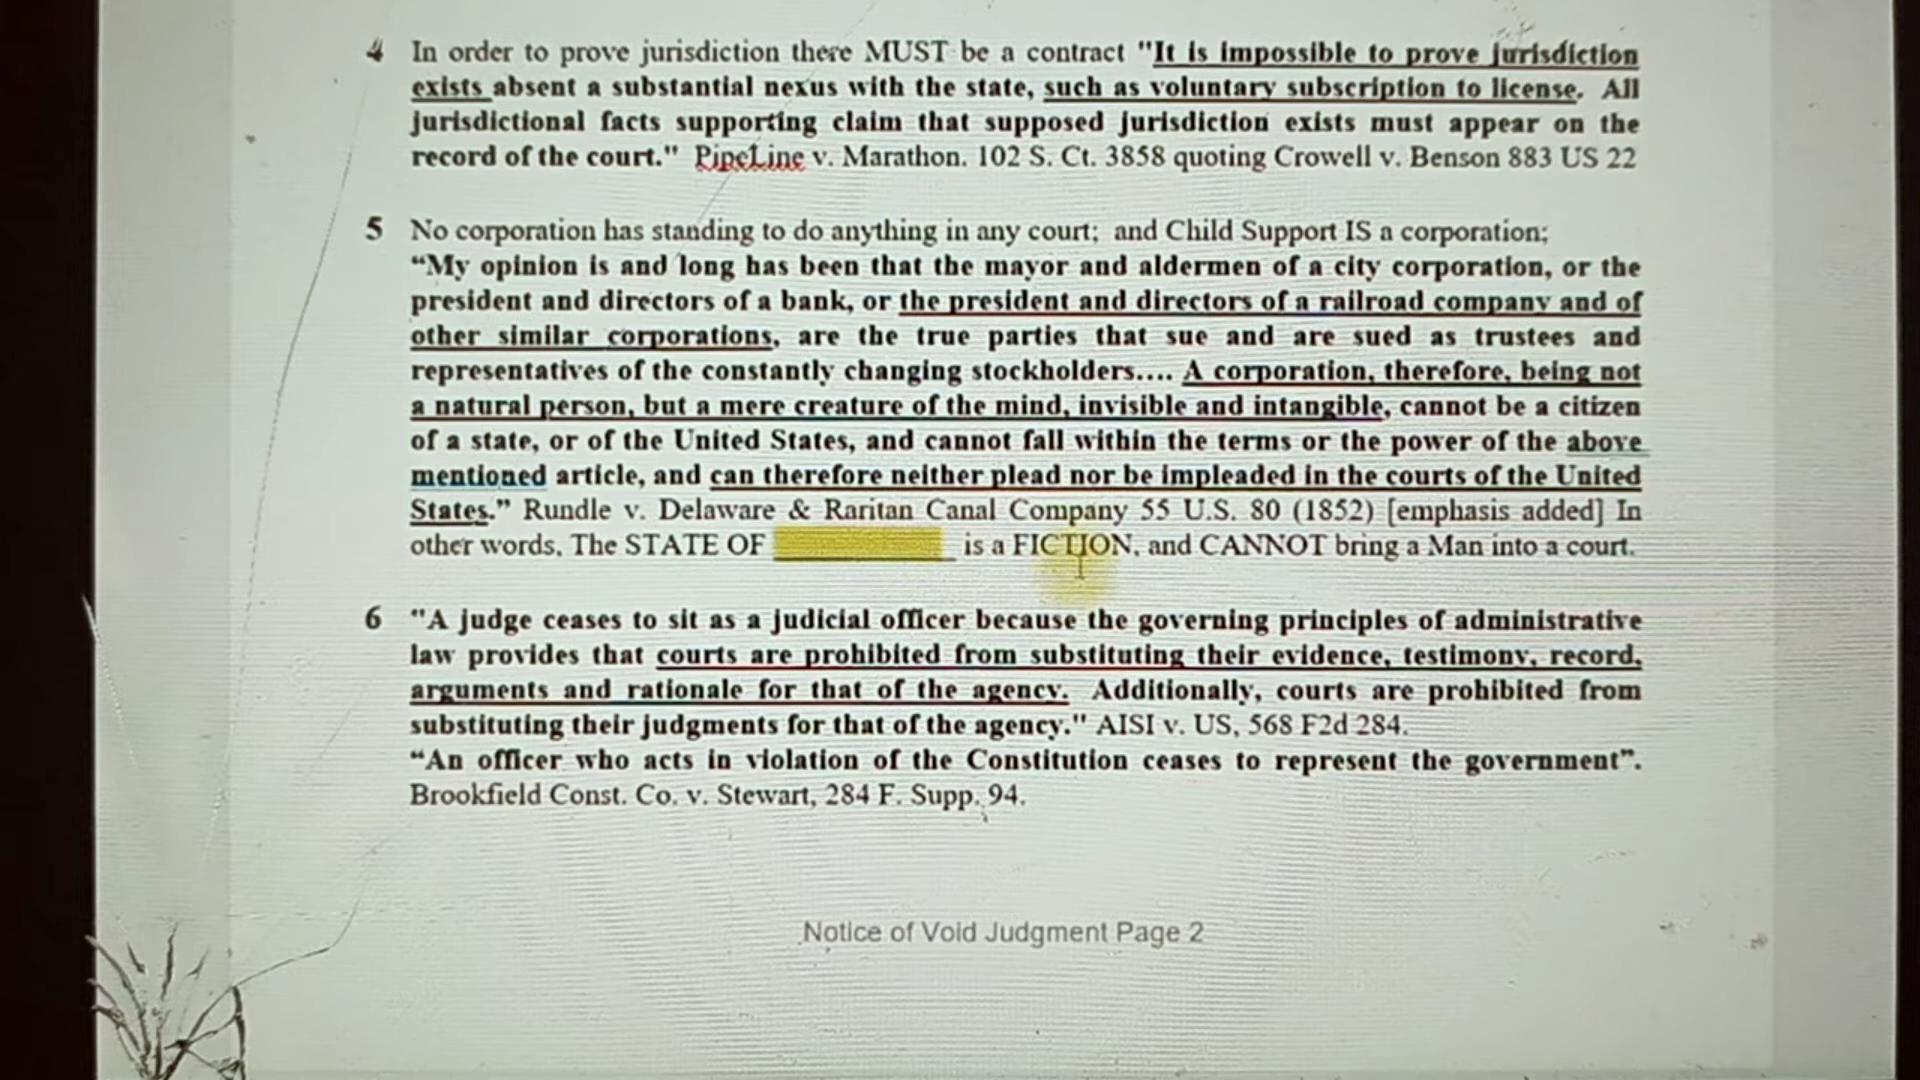 4 In order to prove jurisdiction there MUST be a contract "It is impossible to prove jurisdiction
exists absent a substantial nexus with the state, such as voluntary subscription to license. All
jurisdictional facts supporting claim that supposed jurisdiction exists must appear on the
record of the court." PipeLine v. Marathon. 102 S. Ct. 3858 quoting Crowell v. Benson 883 US 22
5 No corporation has standing to do anything in any court; and Child Support IS a corporation;
“My opinion is and long has been that the mayor and aldermen of a city corporation, or the
president and directors of a bank, or the president and directors of a railroad company and of
other similar corporations, are the true parties that sue and are sued as trustees and
representatives of the constantly changing stockholders.... A corporation, therefore, being not
a natural person, but a mere creature of the mind, invisible and intangible, cannot be a citizen
of a state, or of the United States, and cannot fall within the terms or the power of the above
mentioned article, and can therefore neither plead nor be impleaded in the courts of the United
States.” Rundle v. Delaware & Raritan Canal Company 55 U.S. 80 (1852) [emphasis added] In
other words, The STATE OF is a FICTION, and CANNOT bring a Man into a court.
6 "A judge ceases to sit as a judicial officer because the governing principles of administrative
law provides that courts are prohibited from substituting their evidence, testimony, record,
arguments and rationale for that of the agency. Additionally, courts are prohibited from
substituting their judgments for that of the agency." AISI v. US, 568 F2d 284.
“An officer who acts in violation of the Constitution ceases to represent the government”.
Brookfield Const. Co. v. Stewart, 284 F. Supp. 94.
Notice of Void Judgment Page 2